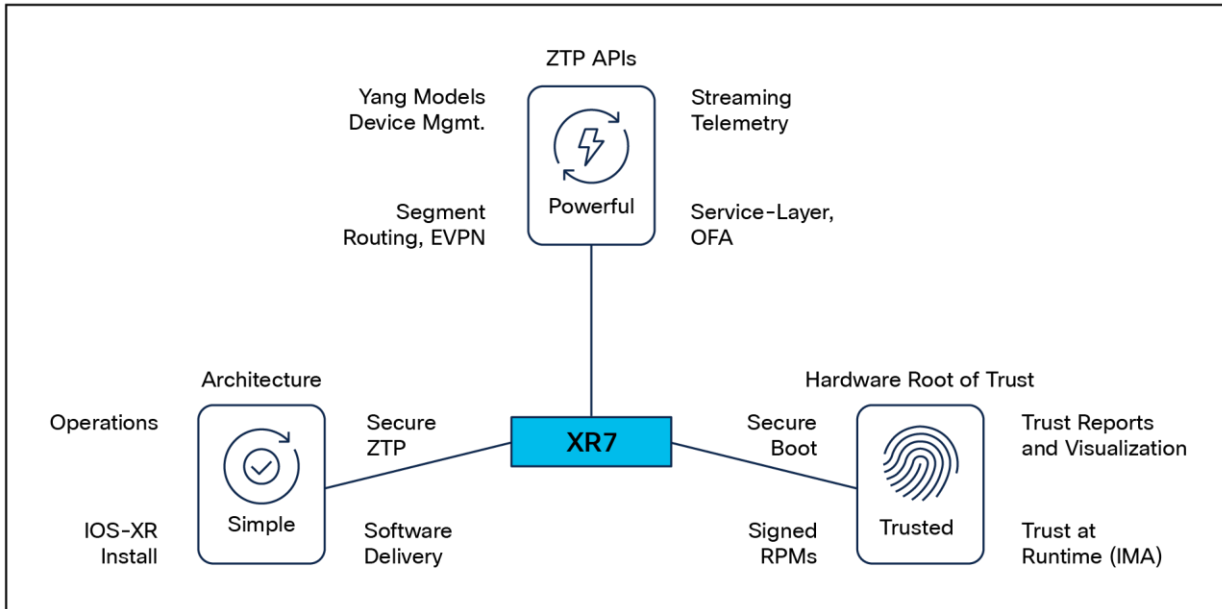 ZTP APIs
Yang Models
Device Mgmt.
Streaming
Telemetry
Powerful
Segment
Routing, EVPN
Service-Layer,
OFA
Architecture
Operations
Secure
ZTP
Simple
IOS-XR
Install
Software
Delivery
XR7
Hardware Root of Trust
Secure
Boot
Trust Reports
and Visualization
Trusted
Signed
RPMs
Trust at
Runtime (IMA)